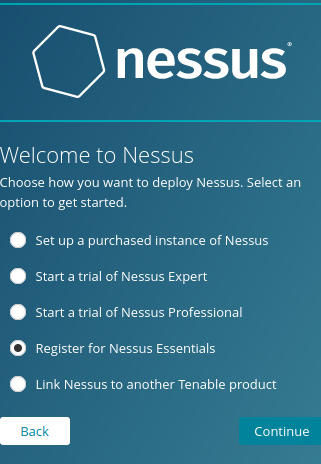 nessus®
Welcome to Nessus
Choose how you want to deploy Nessus. Select an
option to get started.
Set up a purchased instance of Nessus
Start a trial of Nessus Expert
Start a trial of Nessus Professional
Register for Nessus Essentials
Link Nessus to another Tenable product
Back
Continue